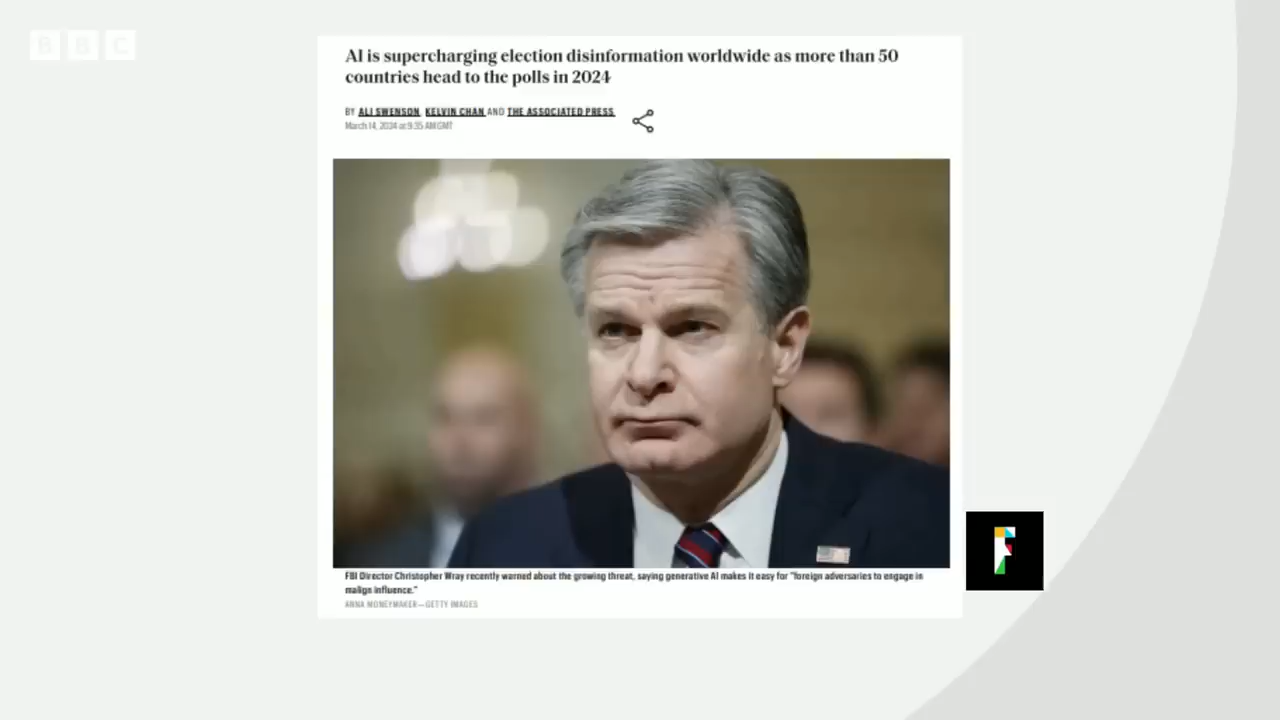 BBC
AI is supercharging election disinformation worldwide as more than 50
countries head to the polls in 2024
BY ALI SWENSON, KELVIN CHAN AND THE ASSOCIATED PRESS
March 14, 2024 at 9:35 AM GMT
F
FBI Director Christopher Wray recently warned about the growing threat, saying generative AI makes it easy for "foreign adversaries to engage in
malign influence."
ANNA MONEYMAKER—GETTY IMAGES